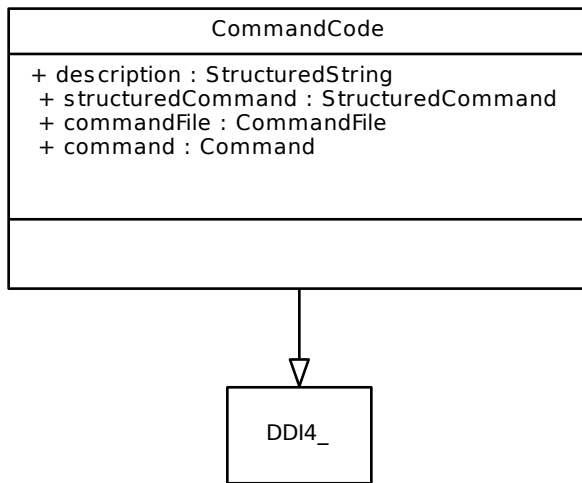 CommandCode
+ description : StructuredString
+ structuredCommand : StructuredCommand
+ commandFile : CommandFile
+ command : Command
DDI4_